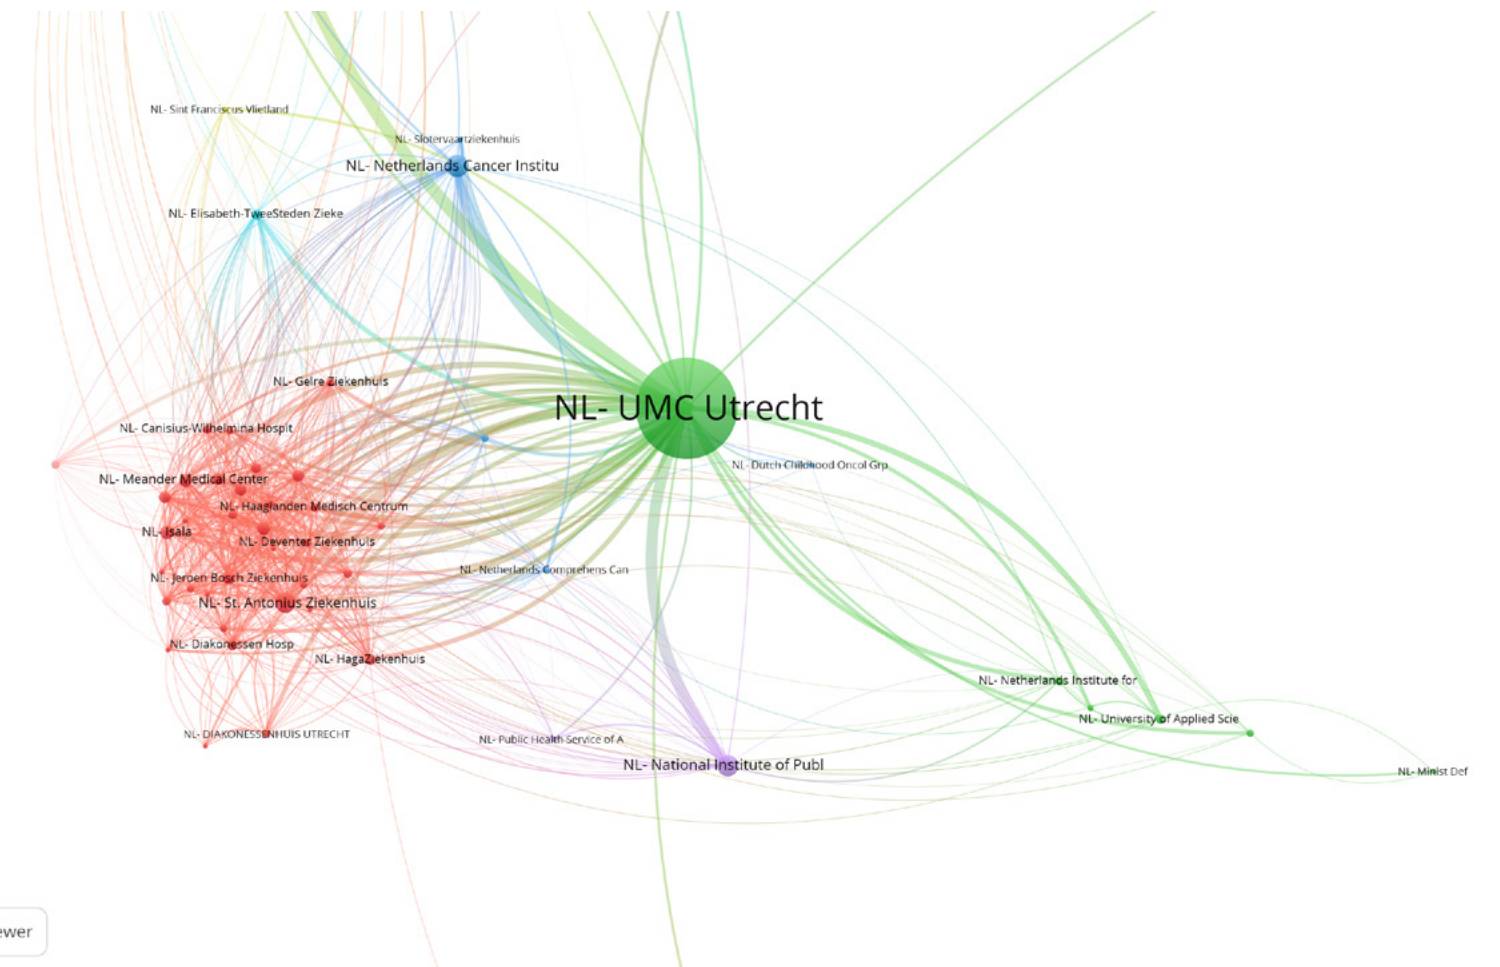 NL- Sint Franciscus Vlietland
NL- Slotervaartziekenhuis
NL- Netherlands Cancer Institu
NL- Elisabeth-TweeSteden Zieke
NL- Gelre Ziekenhuis
NL- UMC Utrecht
NL- Canisius-Wilhelmina Hospit
NL- Dutch Childhood Oncol Grp
NL- Meander Medical Center
NL- Haaglanden Medisch Centrum
NL- Isala
NL- Deventer Ziekenhuis
NL- Netherlands Comprehens Can
NL- Jeroen Bosch Ziekenhuis
NL- St. Antonius Ziekenhuis
NL- Diakonessen Hosp
NL- HagaZiekenhuis
NL- Netherlands Institute for
NL- University of Applied Scie
NL- DIAKONESSENHUIS UTRECHT
NL- Public Health Service of A
NL- National Institute of Publ
NL- Minist Def
ewer